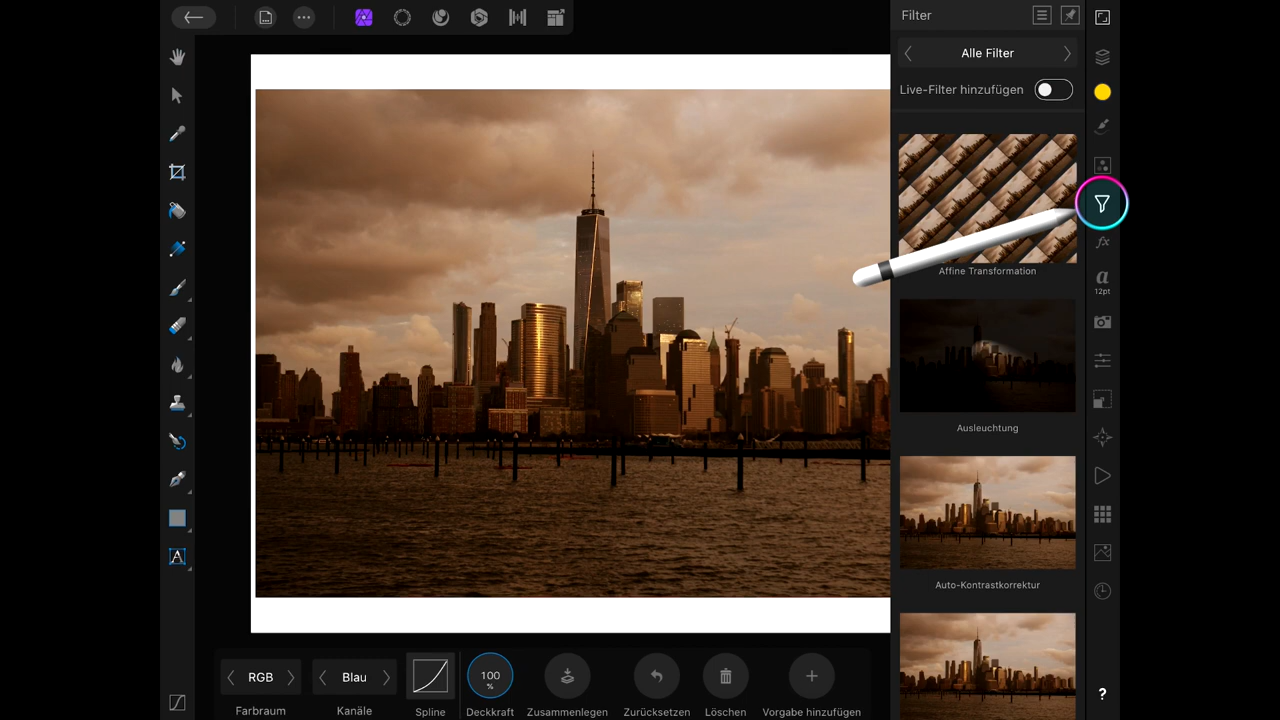 Filter
Alle Filter
Live-Filter hinzufügen
Affine Transformation
Ausleuchtung
Auto-Kontrastkorrektur
fx
a
12pt
A
?
RGB
Farbraum
Blau
Kanäle
Spline
100
%
Deckkraft
Zusammenlegen
Zurücksetzen
Löschen
Vorgabe hinzufügen